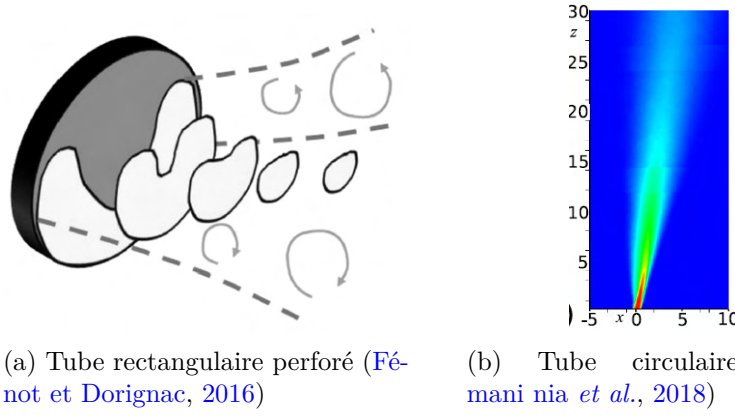 30
z
25
20
15
10
5
-5 x 0 5 10
(a) Tube rectangulaire perforé (Fé-
not et Dorignac, 2016)
(b) Tube circulaire
mani nia et al., 2018)